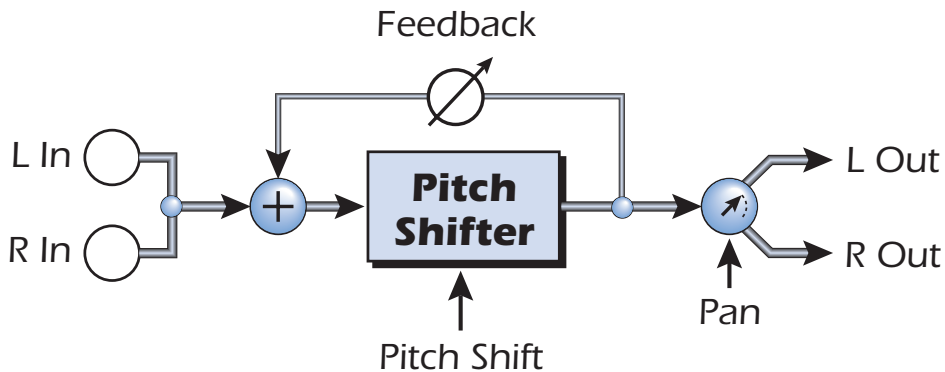 Feedback
L In
R In
+
Pitch
Shifter
L Out
R Out
Pan
Pitch Shift